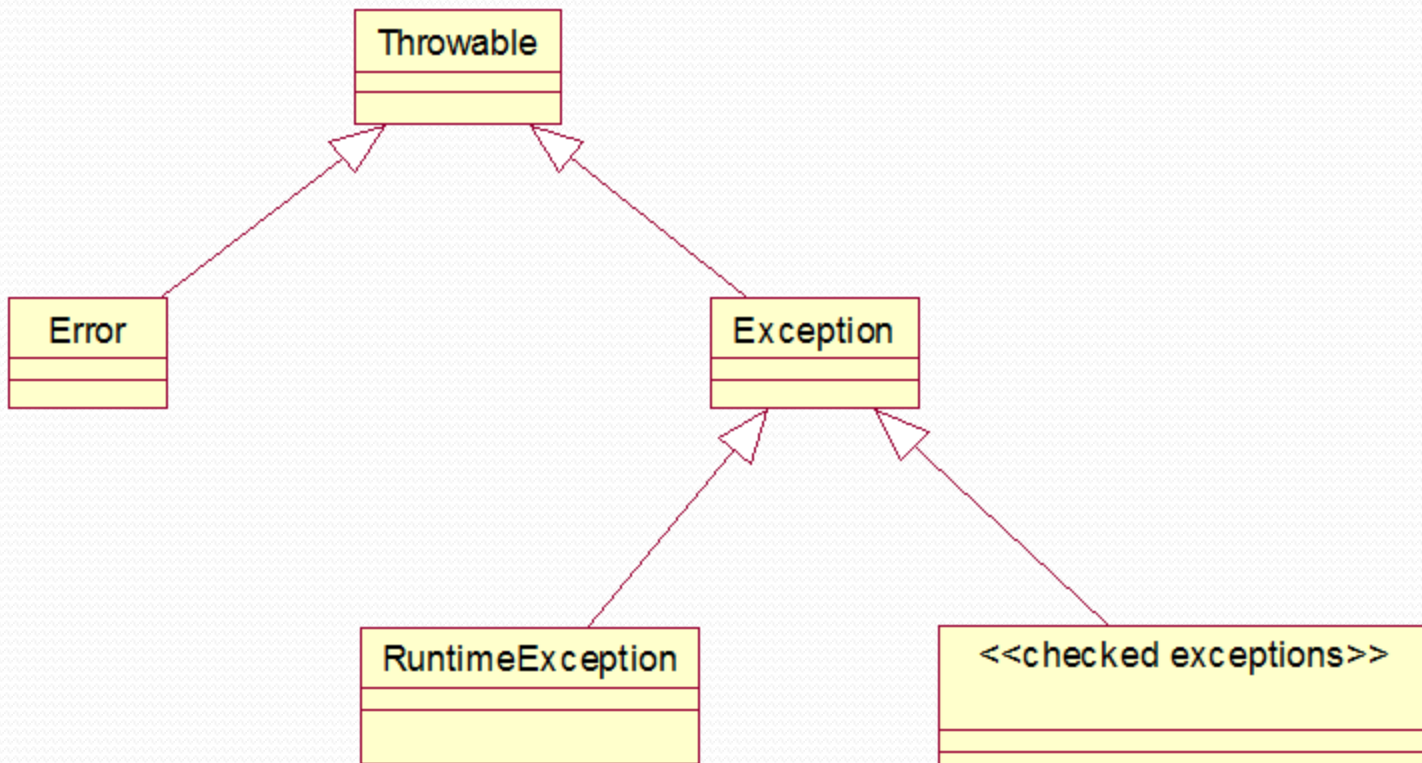 Throwable
Error
Exception
RuntimeException
<<checked exceptions>>